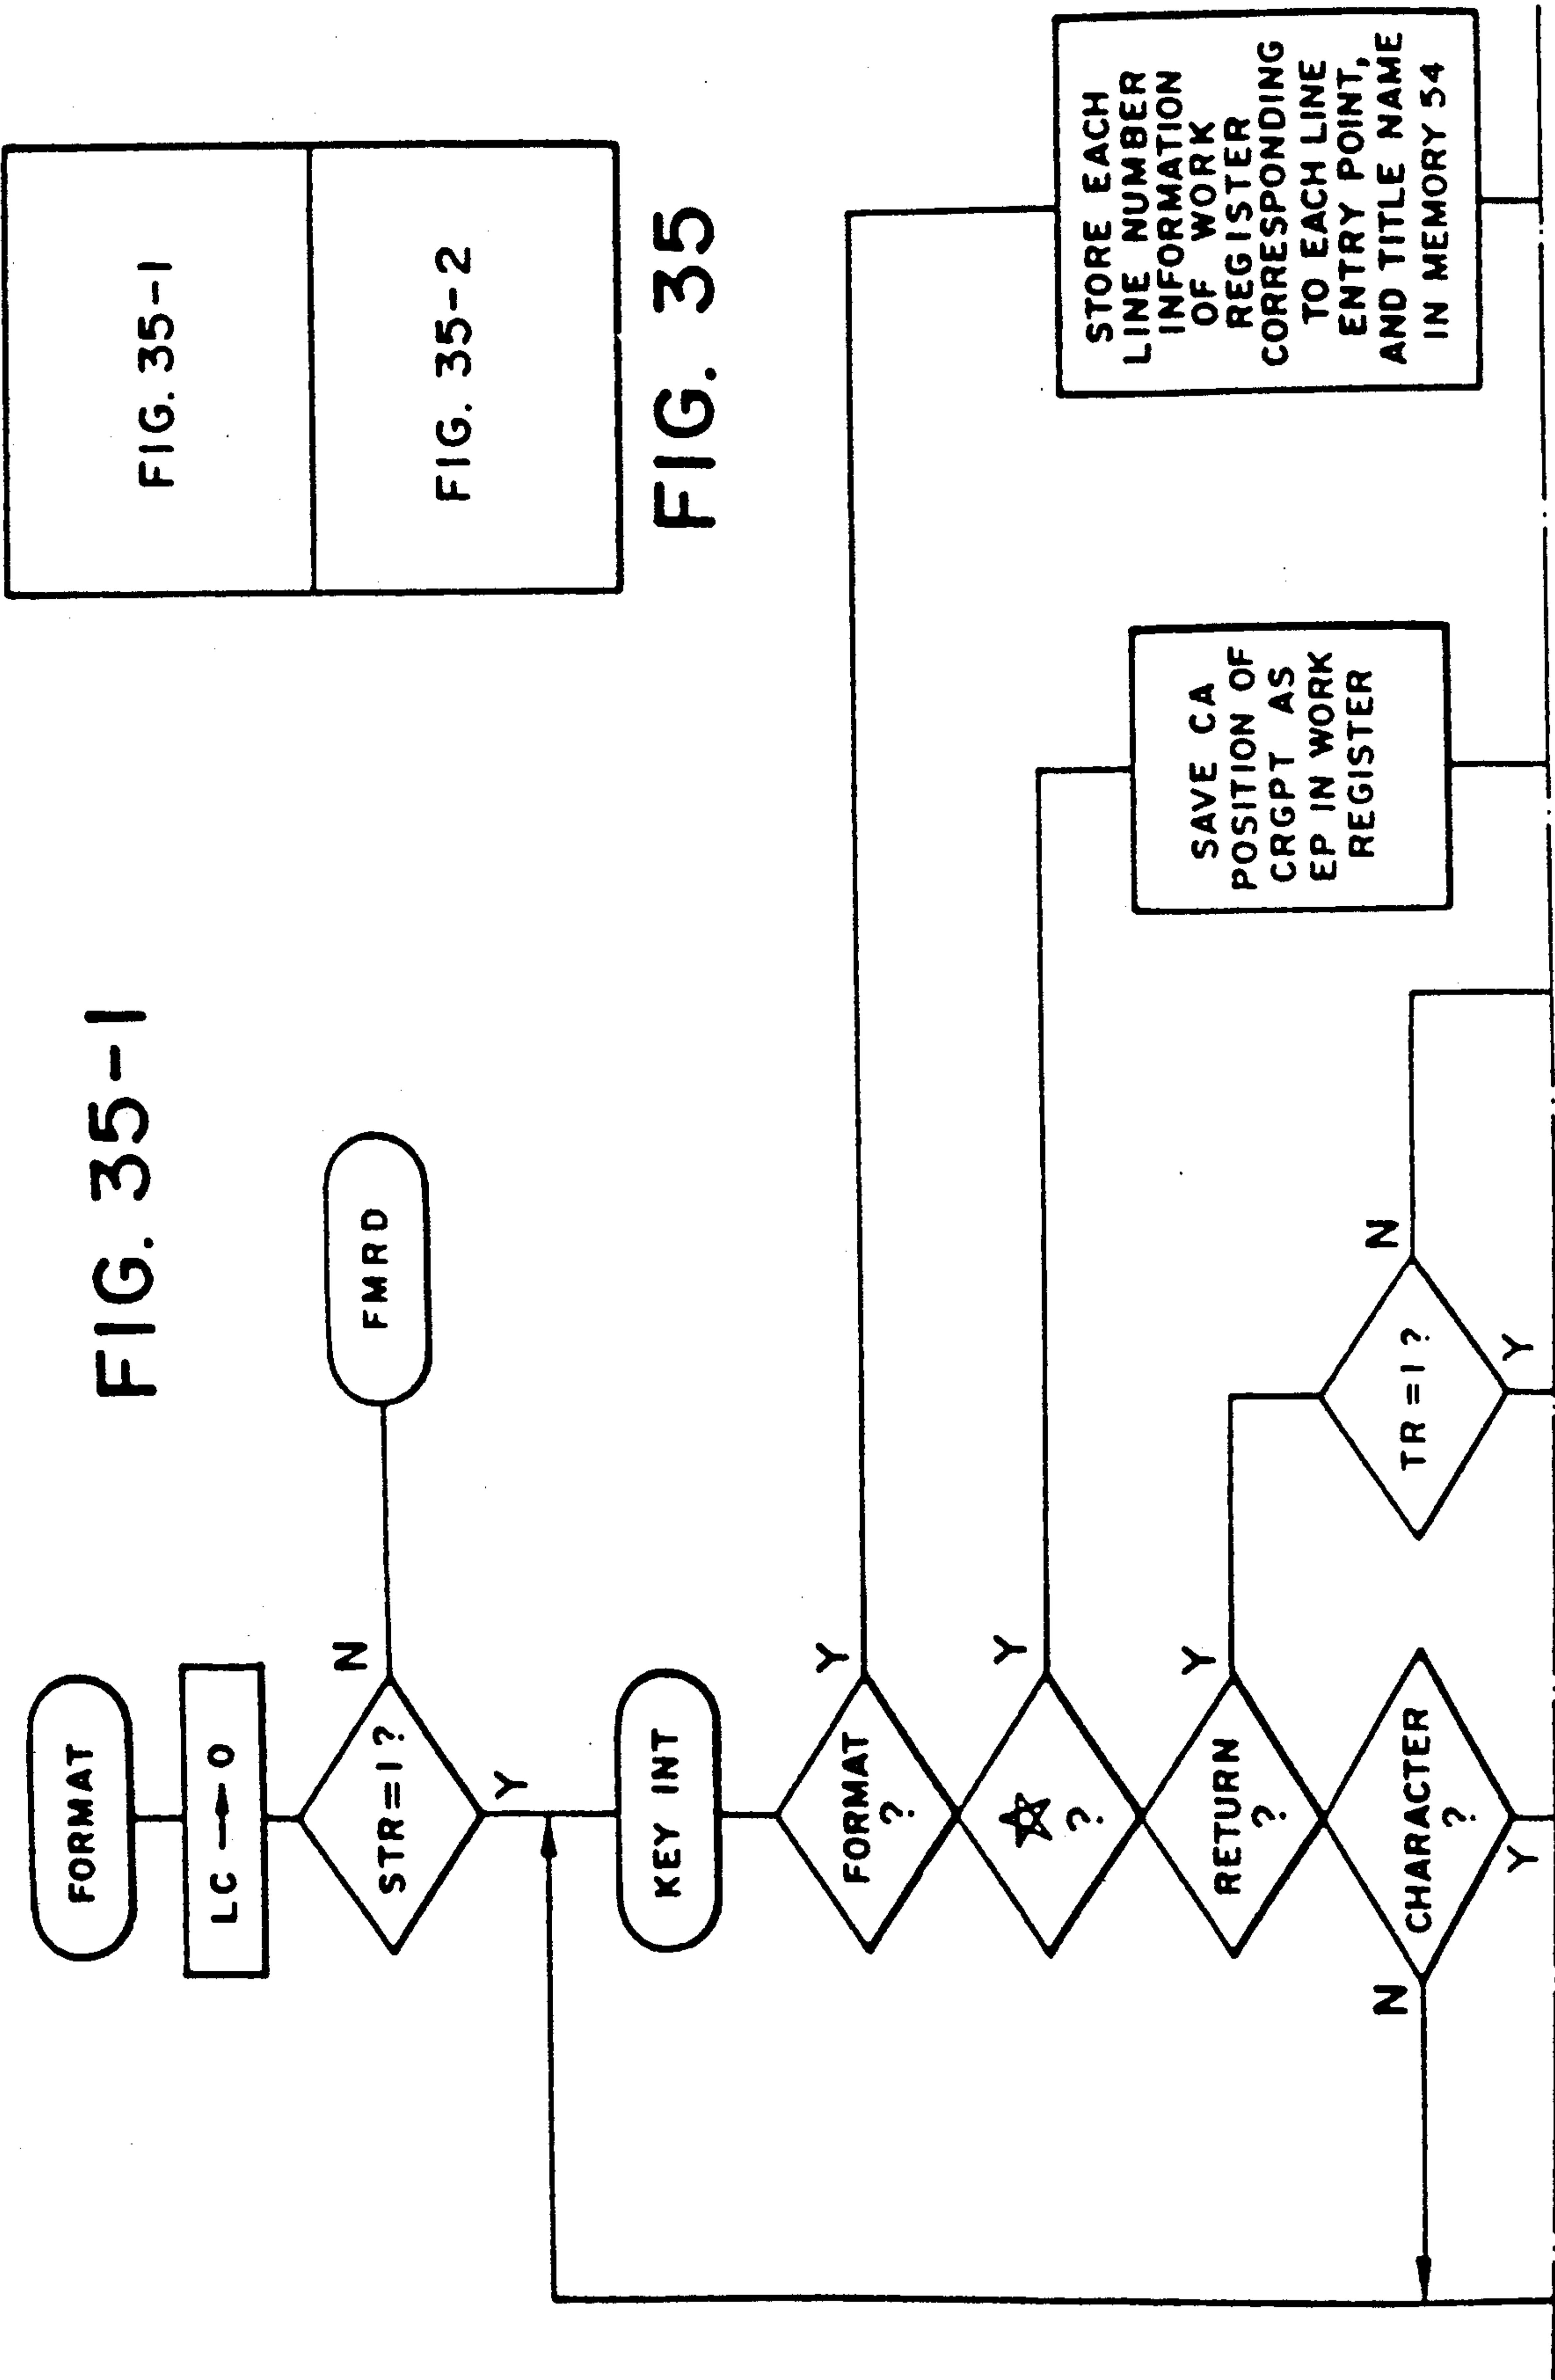 FIG. 35-1
FORMAT
LC → 0
STR=1?
N
FMRD
Y
KEY INT
FORMAT
?
Y
☆
?
Y
RETURN
?
Y
CHARACTER
?
N
Y
TR=1?
N
Y
SAVE CA
POSITION OF
CRGPT AS
EP IN WORK
REGISTER
STORE EACH
LINE NUMBER
INFORMATION
OF WORK
REGISTER
CORRESPONDING
TO EACH LINE
ENTRY POINT,
AND TITLE NAME
IN MEMORY 54
FIG. 35-1
FIG. 35-2
FIG. 35